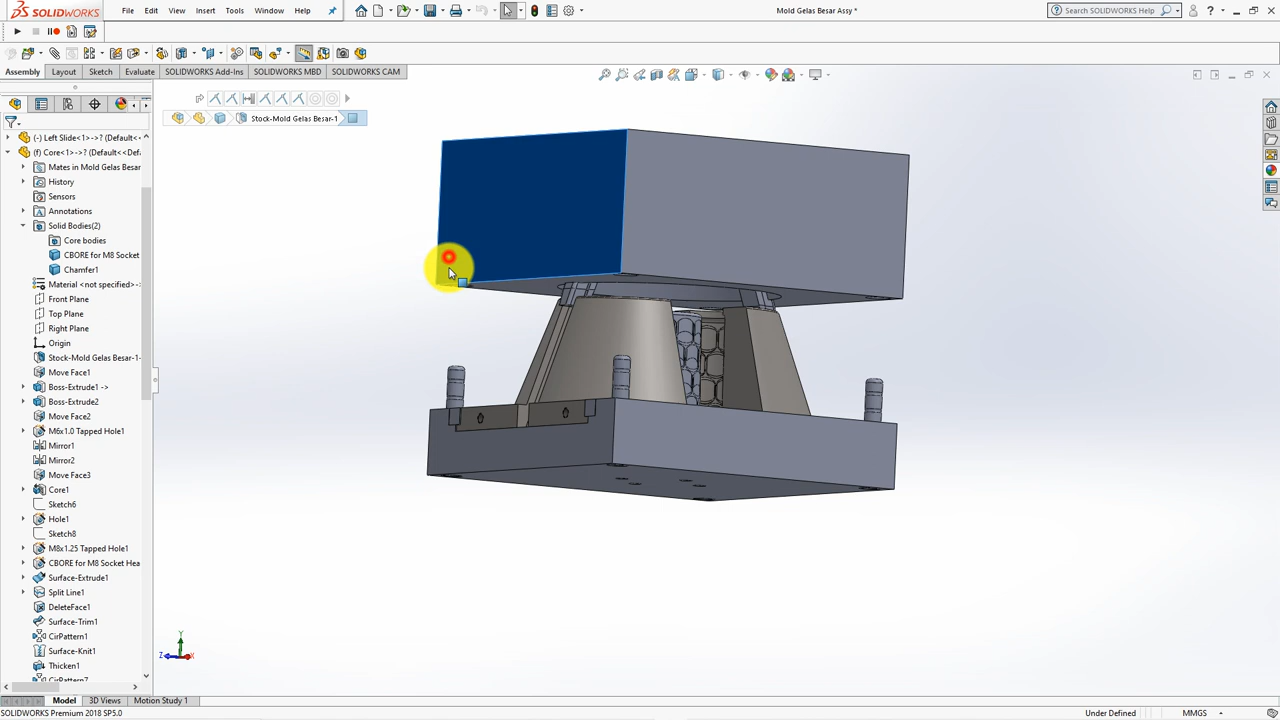 SOLIDWORKS
File Edit View Insert Tools Window Help
Mold Gelas Besar Assy *
Search SOLIDWORKS Help
Assembly Layout Sketch Evaluate SOLIDWORKS Add-Ins SOLIDWORKS MBD SOLIDWORKS CAM
Stock-Mold Gelas Besar-1
(-) Left Slide<1>->? (Default<<Def
(f) Core<1>->? (Default<<Default
Mates in Mold Gelas Besar
History
Sensors
Annotations
Solid Bodies(2)
Core bodies
CBORE for M8 Socket
Chamfer1
Material <not specified>
Front Plane
Top Plane
Right Plane
Origin
Stock-Mold Gelas Besar-1-
Move Face1
Boss-Extrude1 ->
Boss-Extrude2
Move Face2
M6x1.0 Tapped Hole1
Mirror1
Mirror2
Move Face3
Core1
Sketch6
Hole1
Sketch8
M8x1.25 Tapped Hole1
CBORE for M8 Socket Hea
Surface-Extrude1
Split Line1
DeleteFace1
Surface-Trim1
CirPattern1
Surface-Knit1
Thicken1
CirPattern7
Y
Z X
Model 3D Views Motion Study 1
SOLIDWORKS Premium 2018 SP5.0
Under Defined MMGS